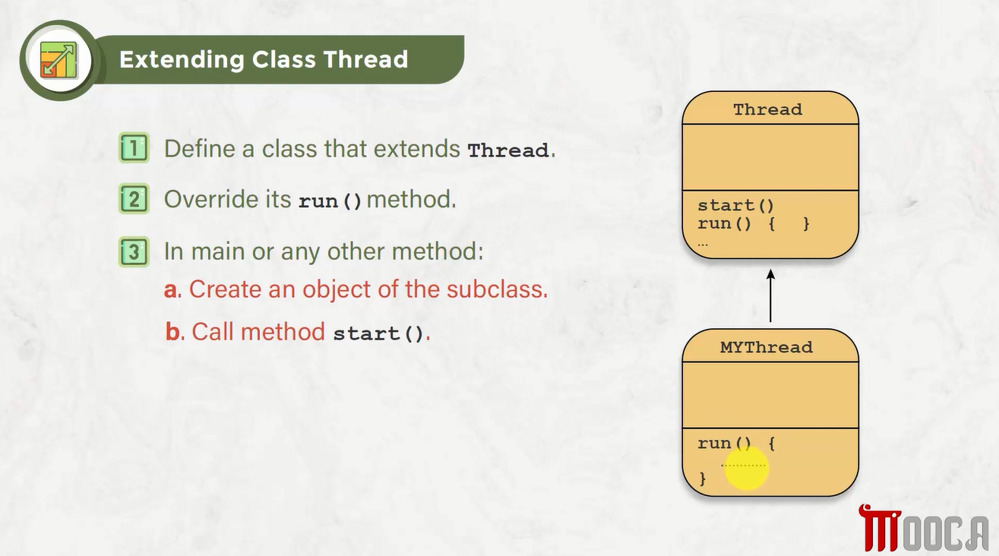 Extending Class Thread
1 Define a class that extends Thread.
2 Override its run() method.
3 In main or any other method:
a. Create an object of the subclass.
b. Call method start().
Thread
start()
run() { }
...
MYThread
run() {
...........
}
MOOCA